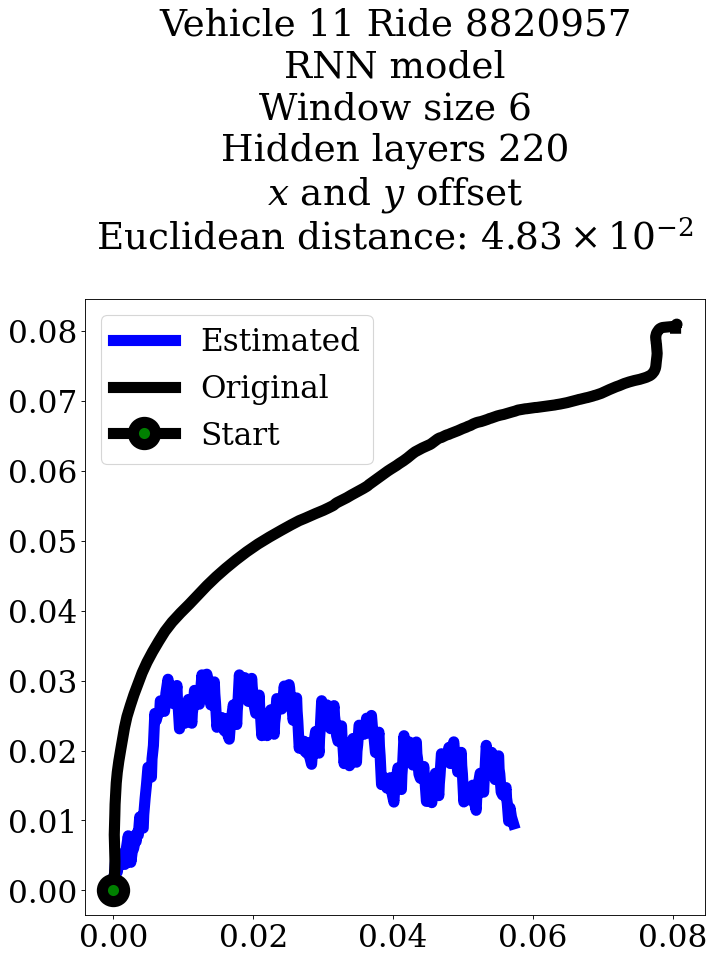 Vehicle 11 Ride 8820957
RNN model
Window size 6
Hidden layers 220
x and y offset
Euclidean distance: 4.83 × 10⁻²
Estimated
Original
Start
0.08
0.07
0.06
0.05
0.04
0.03
0.02
0.01
0.00
0.00 0.02 0.04 0.06 0.08